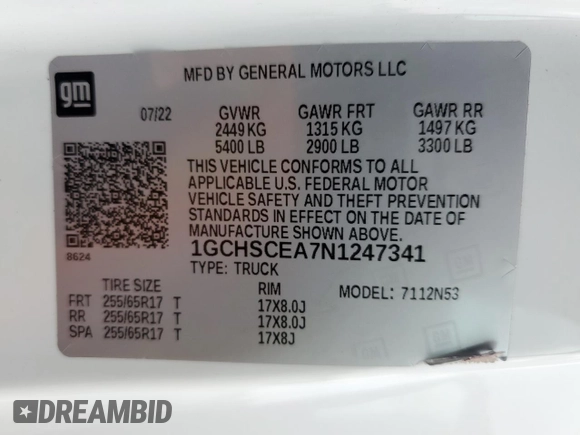 gm
MFD BY GENERAL MOTORS LLC
07/22 GVWR GAWR FRT GAWR RR
2449 KG 1315 KG 1497 KG
5400 LB 2900 LB 3300 LB
THIS VEHICLE CONFORMS TO ALL
APPLICABLE U.S. FEDERAL MOTOR
VEHICLE SAFETY AND THEFT PREVENTION
STANDARDS IN EFFECT ON THE DATE OF
MANUFACTURE SHOWN ABOVE.
8624
1GCHSCEA7N1247341
TYPE: TRUCK
TIRE SIZE RIM MODEL: 7112N53
FRT 255/65R17 T 17X8.0J
RR 255/65R17 T 17X8.0J
SPA 255/65R17 T 17X8J
DREAMBID